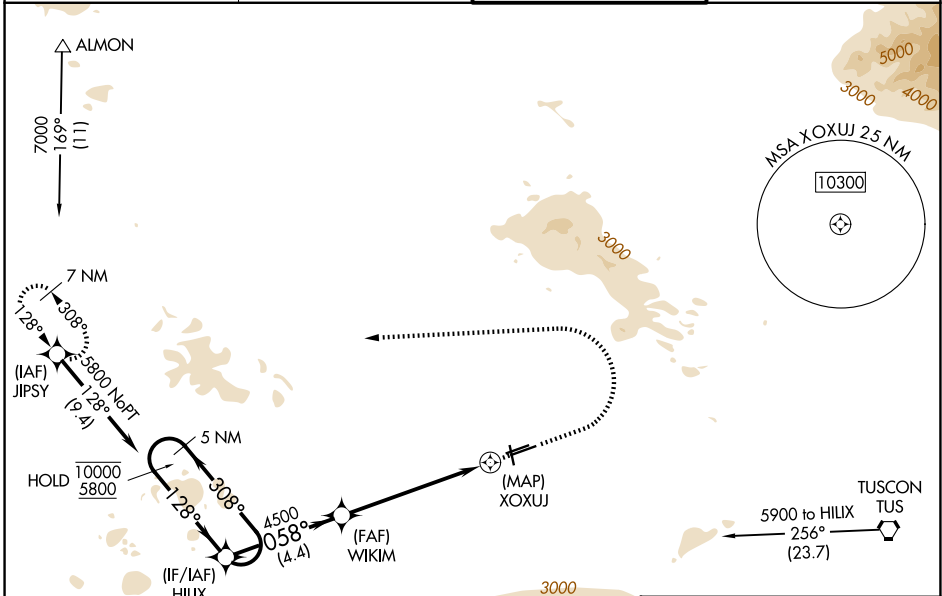 ALMON
7000
169°
(11)
5000
3000
4000
MSA XOXUJ 25 NM
10300
3000
7 NM
308°
128°
(IAF)
JIPSY
5800 NoPT
128°
(9.4)
5 NM
HOLD
10000
5800
308°
128°
4500
058°
(4.4)
(FAF)
WIKIM
(MAP)
XOXUJ
(IF/IAF)
HILIX
TUSCON
TUS
5900 to HILIX
256°
(23.7)
3000